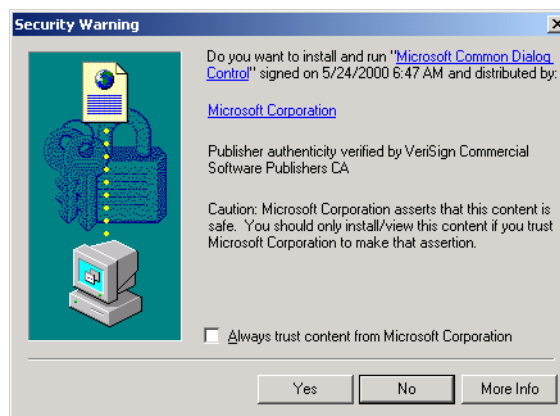 Security Warning
Do you want to install and run "Microsoft Common Dialog
Control" signed on 5/24/2000 6:47 AM and distributed by:
Microsoft Corporation
Publisher authenticity verified by VeriSign Commercial
Software Publishers CA
Caution: Microsoft Corporation asserts that this content is
safe. You should only install/view this content if you trust
Microsoft Corporation to make that assertion.
Always trust content from Microsoft Corporation
Yes
No
More Info